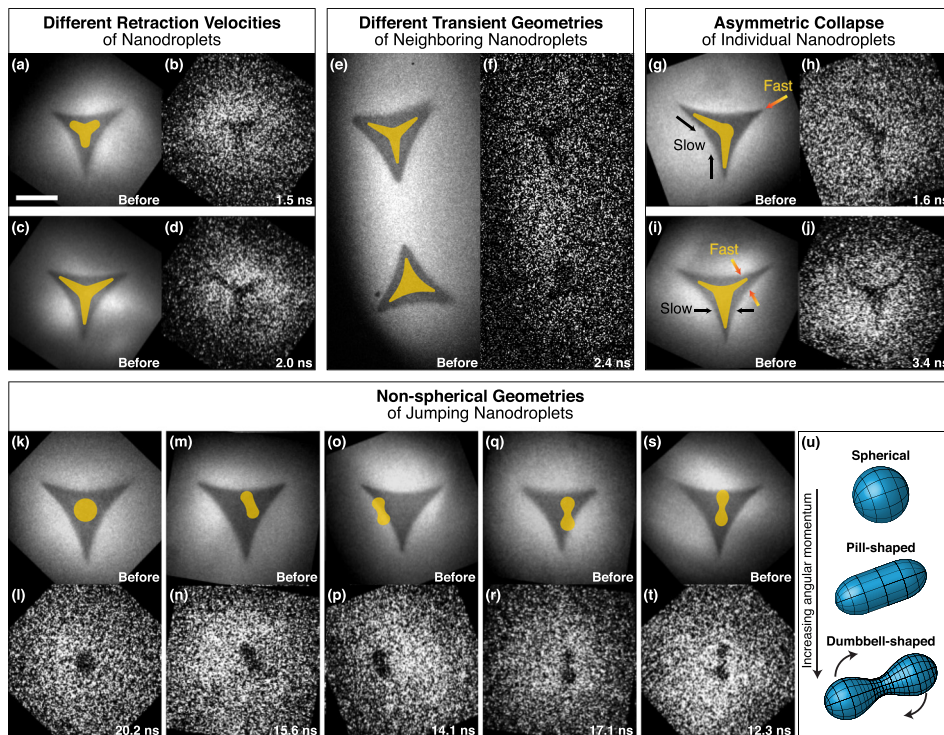 Different Retraction Velocities
of Nanodroplets
Different Transient Geometries
of Neighboring Nanodroplets
Asymmetric Collapse
of Individual Nanodroplets
(a)
(b)
(e)
(f)
(g)
(h)
Fast
Slow
Before
1.5 ns
Before
1.6 ns
(c)
(d)
(i)
(j)
Fast
Slow
Before
2.0 ns
Before
2.4 ns
Before
3.4 ns
Non-spherical Geometries
of Jumping Nanodroplets
(k)
(m)
(o)
(q)
(s)
(u)
Before
Before
Before
Before
Before
(l)
(n)
(p)
(r)
(t)
20.2 ns
15.6 ns
14.1 ns
17.1 ns
12.3 ns
Spherical
Pill-shaped
Dumbbell-shaped
Increasing angular momentum